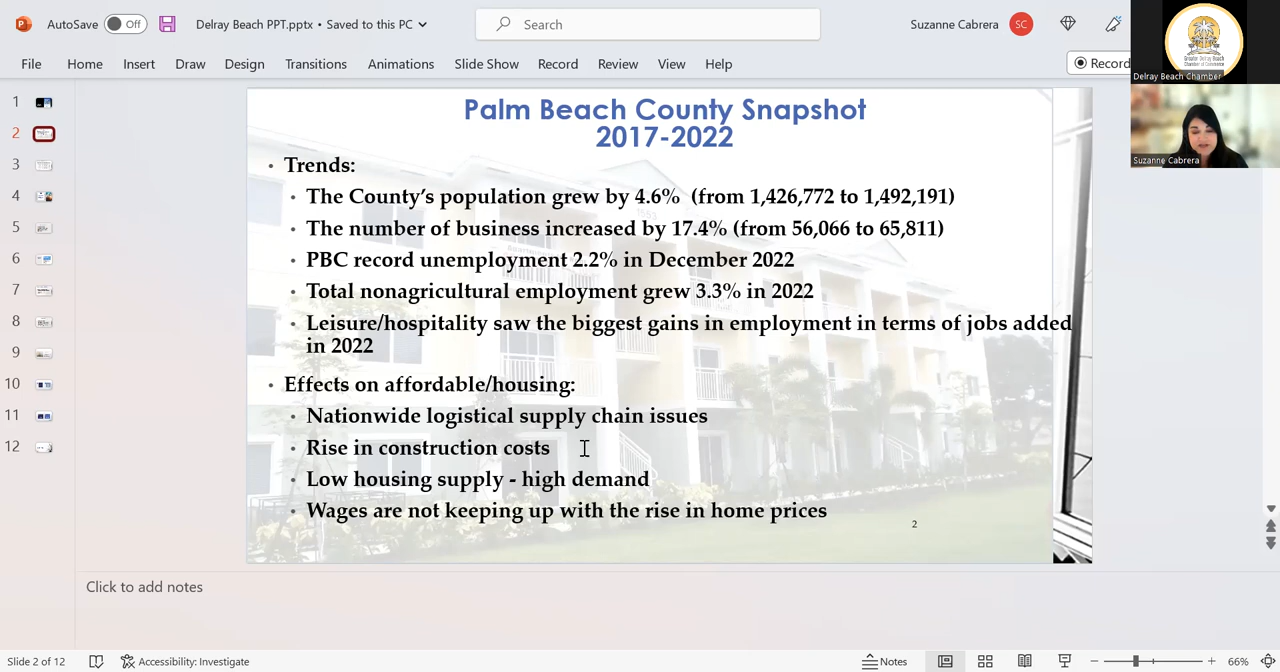 AutoSave Off Delray Beach PPT.pptx • Saved to this PC Search Suzanne Cabrera SC
File Home Insert Draw Design Transitions Animations Slide Show Record Review View Help Record
Greater Delray Beach
Chamber of Commerce
Delray Beach Chamber
Suzanne Cabrera
1
2
3
4
5
6
7
8
9
10
11
12
Palm Beach County Snapshot
2017-2022
• Trends:
• The County’s population grew by 4.6% (from 1,426,772 to 1,492,191)
• The number of business increased by 17.4% (from 56,066 to 65,811)
• PBC record unemployment 2.2% in December 2022
• Total nonagricultural employment grew 3.3% in 2022
• Leisure/hospitality saw the biggest gains in employment in terms of jobs added
in 2022
• Effects on affordable/housing:
• Nationwide logistical supply chain issues
• Rise in construction costs
• Low housing supply - high demand
• Wages are not keeping up with the rise in home prices
2
Click to add notes
Slide 2 of 12 Accessibility: Investigate Notes 66%